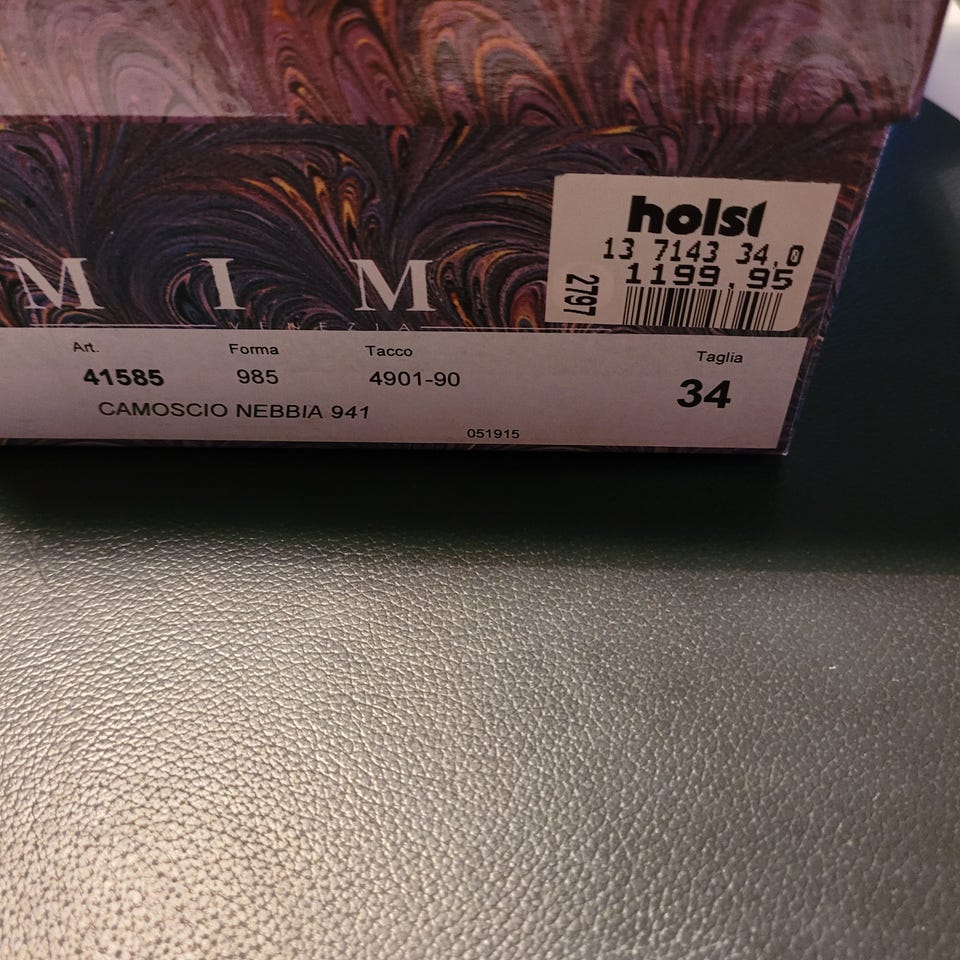 holst
13 7143 34,0
1199.95
2797
M I M
VENEZIA
Art. Forma Tacco Taglia
41585 985 4901-90 34
CAMOSCIO NEBBIA 941
051915